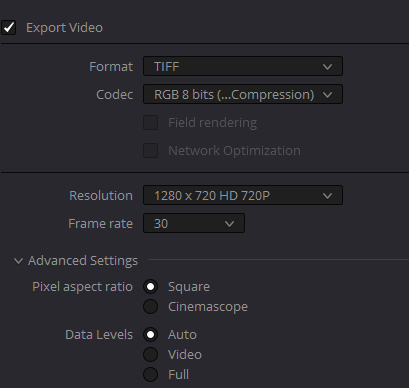 Export Video
Format TIFF
Codec RGB 8 bits (...Compression)
Field rendering
Network Optimization
Resolution 1280 x 720 HD 720P
Frame rate 30
Advanced Settings
Pixel aspect ratio Square
Cinemascope
Data Levels Auto
Video
Full